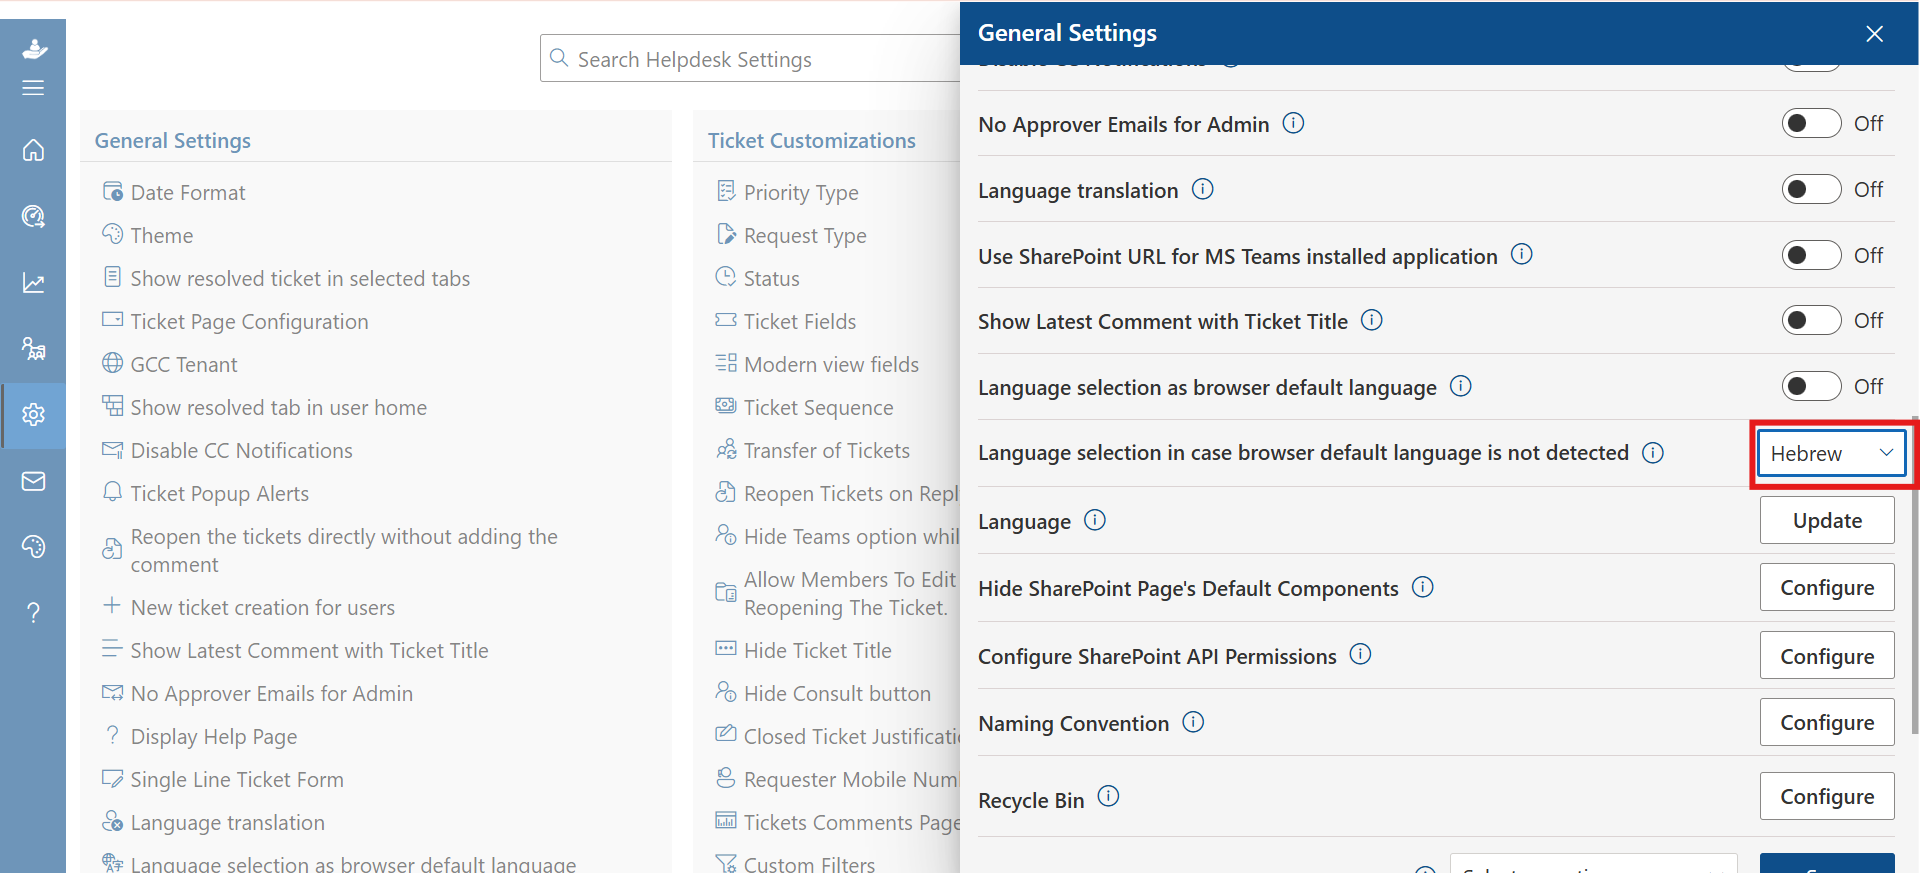 Search Helpdesk Settings
General Settings
Date Format
Theme
Show resolved ticket in selected tabs
Ticket Page Configuration
GCC Tenant
Show resolved tab in user home
Disable CC Notifications
Ticket Popup Alerts
Reopen the tickets directly without adding the
comment
New ticket creation for users
Show Latest Comment with Ticket Title
No Approver Emails for Admin
Display Help Page
Single Line Ticket Form
Language translation
Language selection as browser default language
Ticket Customizations
Priority Type
Request Type
Status
Ticket Fields
Modern view fields
Ticket Sequence
Transfer of Tickets
Reopen Tickets on Repl
Hide Teams option whil
Allow Members To Edit
Reopening The Ticket.
Hide Ticket Title
Hide Consult button
Closed Ticket Justificati
Requester Mobile Num
Tickets Comments Page
Custom Filters
General Settings
Disable CC Notifications
No Approver Emails for Admin Off
Language translation Off
Use SharePoint URL for MS Teams installed application Off
Show Latest Comment with Ticket Title Off
Language selection as browser default language Off
Language selection in case browser default language is not detected Hebrew
Language Update
Hide SharePoint Page's Default Components Configure
Configure SharePoint API Permissions Configure
Naming Convention Configure
Recycle Bin Configure